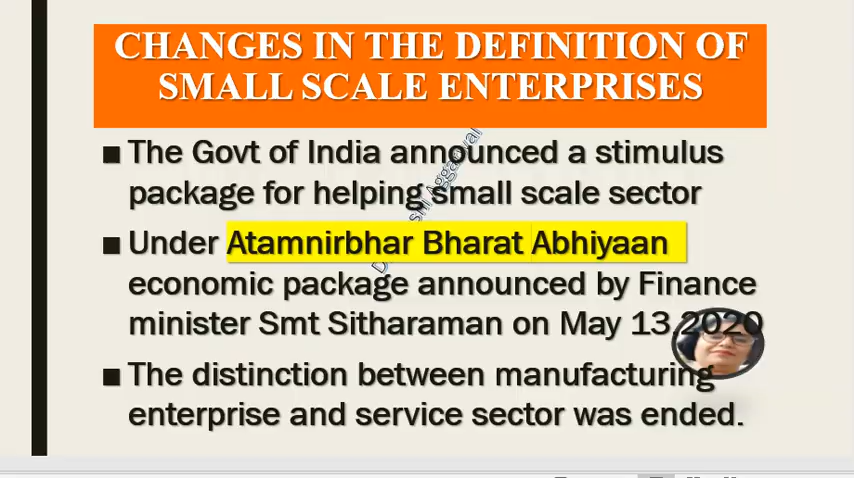 CHANGES IN THE DEFINITION OF
SMALL SCALE ENTERPRISES
■ The Govt of India announced a stimulus
package for helping small scale sector
■ Under Atamnirbhar Bharat Abhiyaan
economic package announced by Finance
minister Smt Sitharaman on May 13.2020
■ The distinction between manufacturing
enterprise and service sector was ended.
Aggarwal